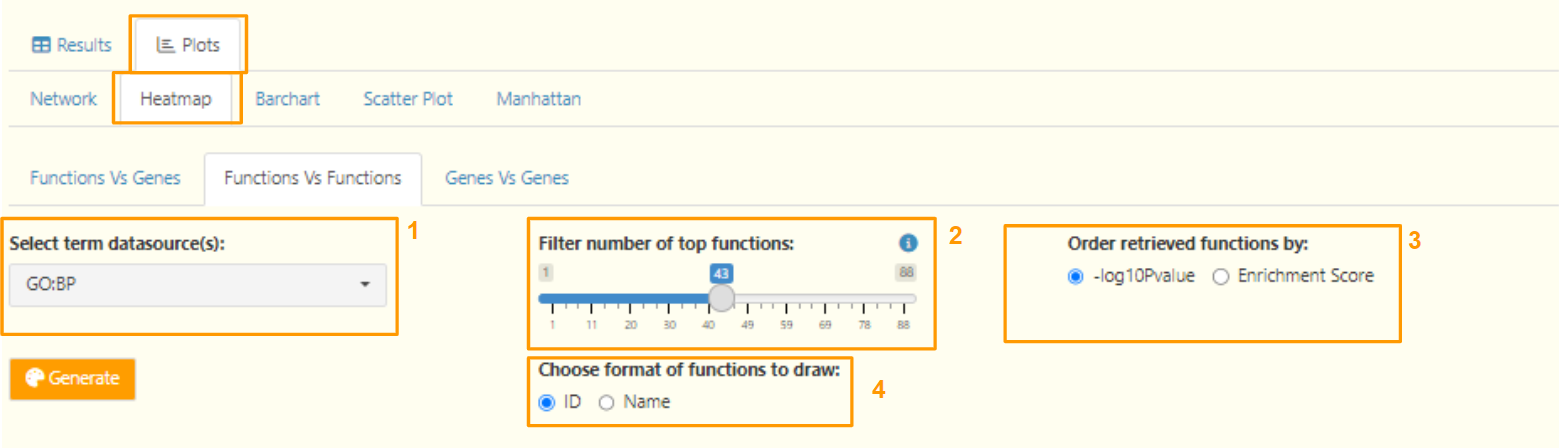 Results Plots
Network Heatmap Barchart Scatter Plot Manhattan
Functions Vs Genes Functions Vs Functions Genes Vs Genes
Select term datasource(s): 1
GO:BP
Filter number of top functions: 2
1 43 88
1 11 20 30 40 49 59 69 78 88
Order retrieved functions by: 3
-log10Pvalue Enrichment Score
Generate
Choose format of functions to draw: 4
ID Name